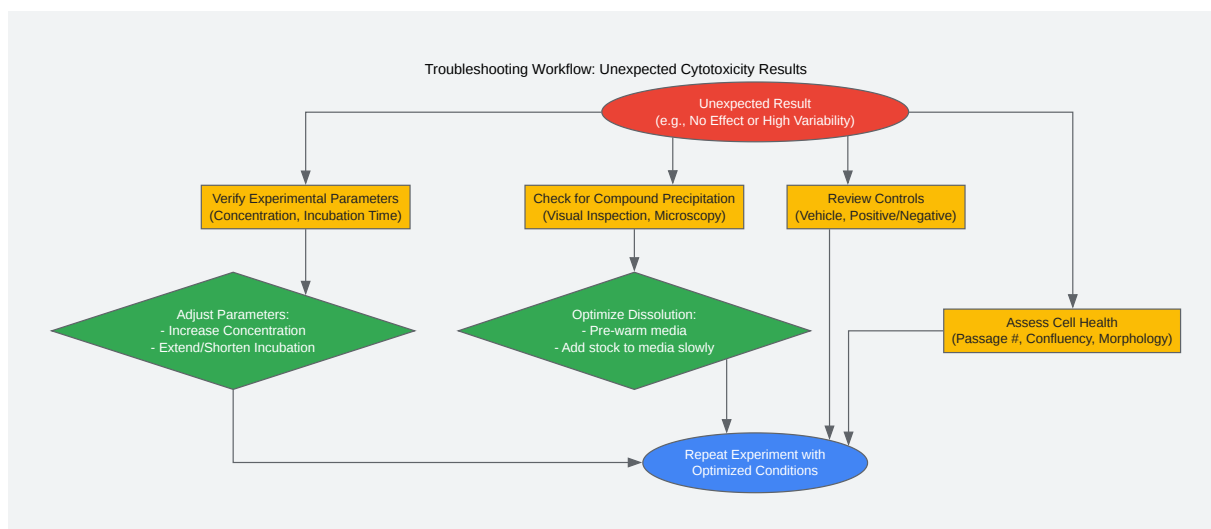 Troubleshooting Workflow: Unexpected Cytotoxicity Results
Unexpected Result
(e.g., No Effect or High Variability)
Verify Experimental Parameters
(Concentration, Incubation Time)
Check for Compound Precipitation
(Visual Inspection, Microscopy)
Review Controls
(Vehicle, Positive/Negative)
Adjust Parameters:
- Increase Concentration
- Extend/Shorten Incubation
Optimize Dissolution:
- Pre-warm media
- Add stock to media slowly
Assess Cell Health
(Passage #, Confluency, Morphology)
Repeat Experiment with
Optimized Conditions